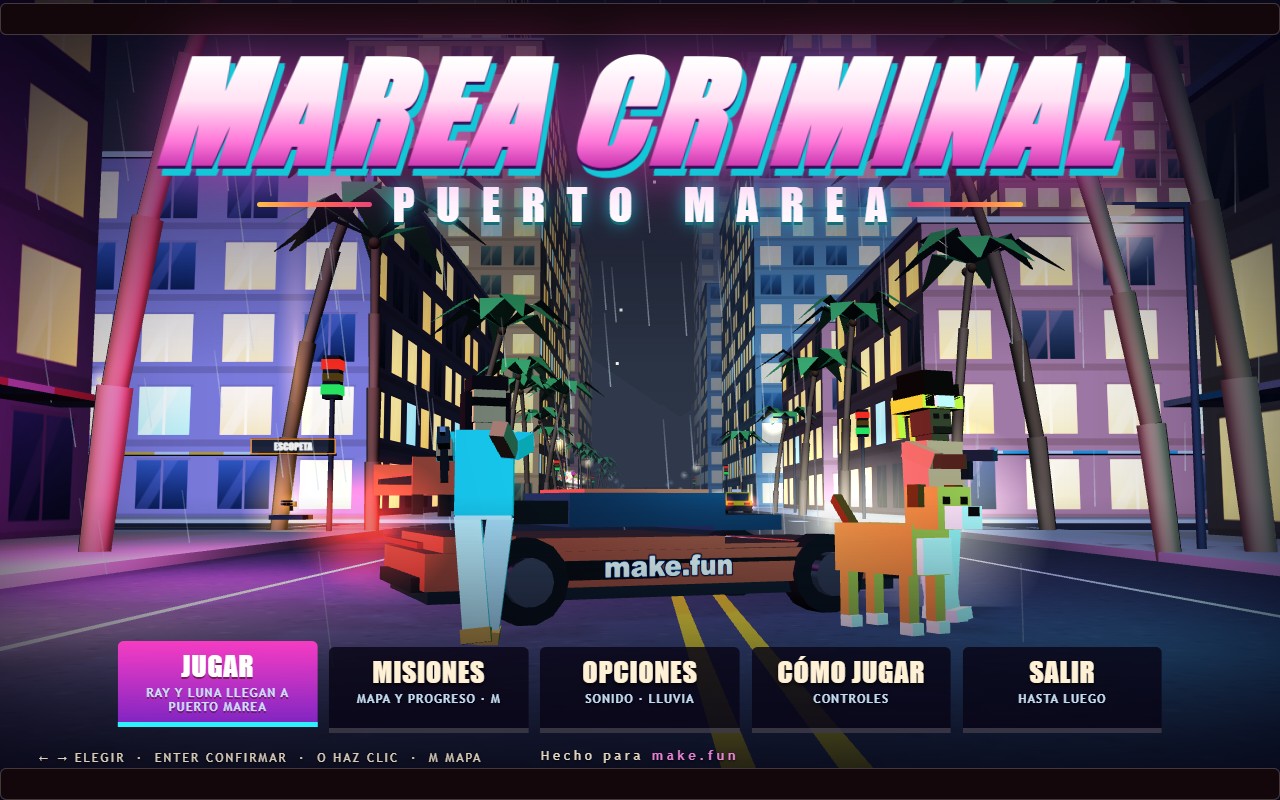 MAREA CRIMINAL
PUERTO MAREA
ESCOPETA
make.fun
JUGAR
RAY Y LUNA LLEGAN A
PUERTO MAREA
MISIONES
MAPA Y PROGRESO · M
OPCIONES
SONIDO · LLUVIA
CÓMO JUGAR
CONTROLES
SALIR
HASTA LUEGO
← → ELEGIR · ENTER CONFIRMAR · O HAZ CLIC · M MAPA
Hecho para make.fun